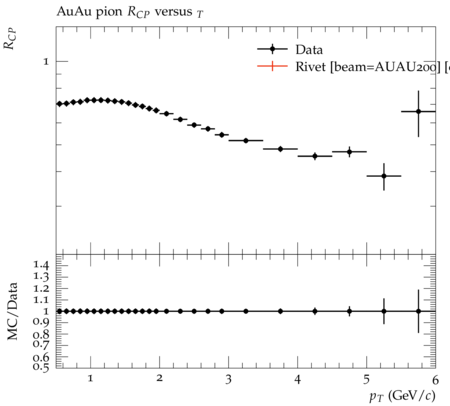 AuAu pion R_CP versus _T
R_CP
Data
Rivet [beam=AUAU200] [
1
MC/Data
1.4
1.3
1.2
1.1
1
0.9
0.8
0.7
0.6
0.5
1 2 3 4 5 6
p_T (GeV/c)